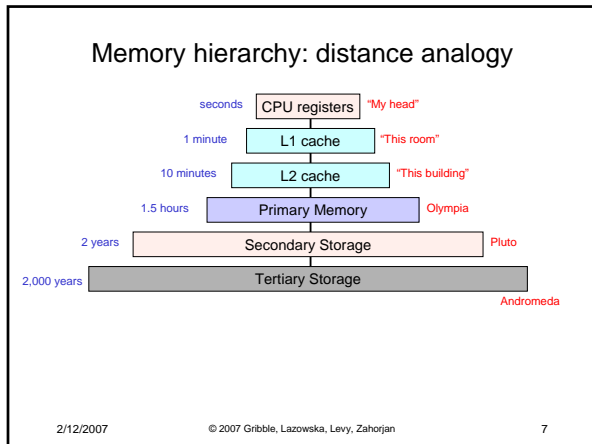 Memory hierarchy: distance analogy
seconds CPU registers “My head”
1 minute L1 cache “This room”
10 minutes L2 cache “This building”
1.5 hours Primary Memory Olympia
2 years Secondary Storage Pluto
2,000 years Tertiary Storage
Andromeda
2/12/2007 © 2007 Gribble, Lazowska, Levy, Zahorjan 7